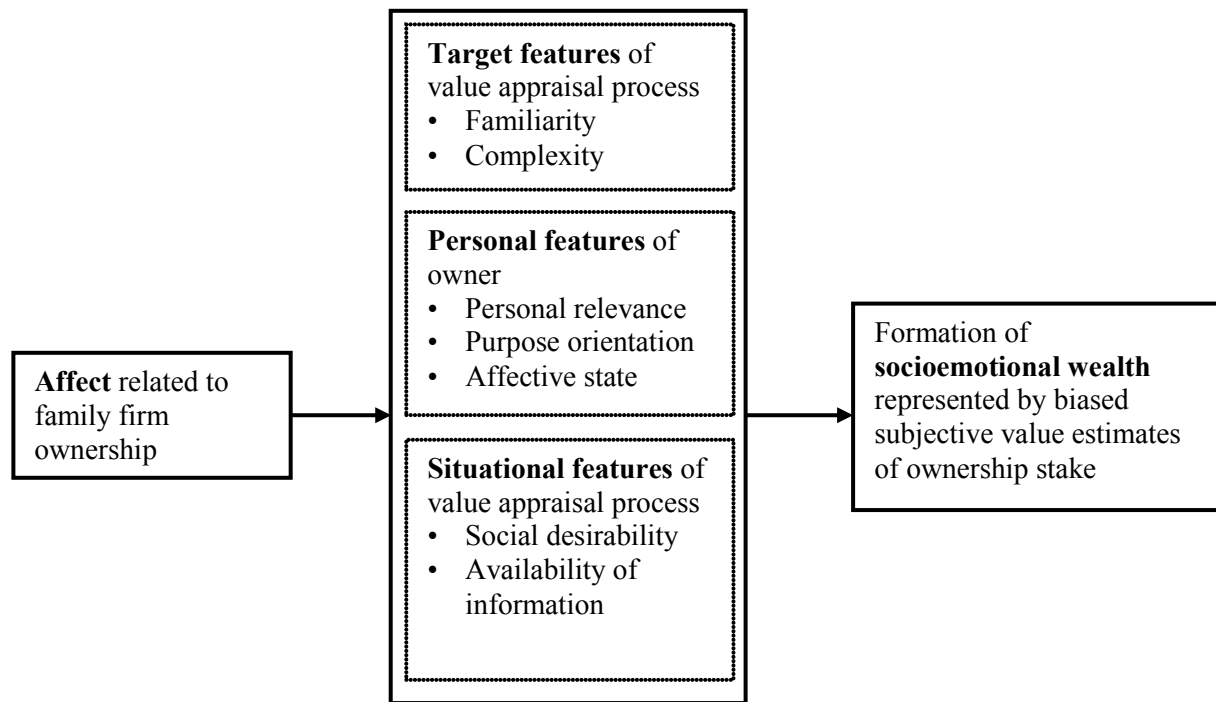 Target features of
value appraisal process
• Familiarity
• Complexity
Personal features of
owner
• Personal relevance
• Purpose orientation
• Affective state
Situational features of
value appraisal process
• Social desirability
• Availability of
information
Affect related to
family firm
ownership
Formation of
socioemotional wealth
represented by biased
subjective value estimates
of ownership stake